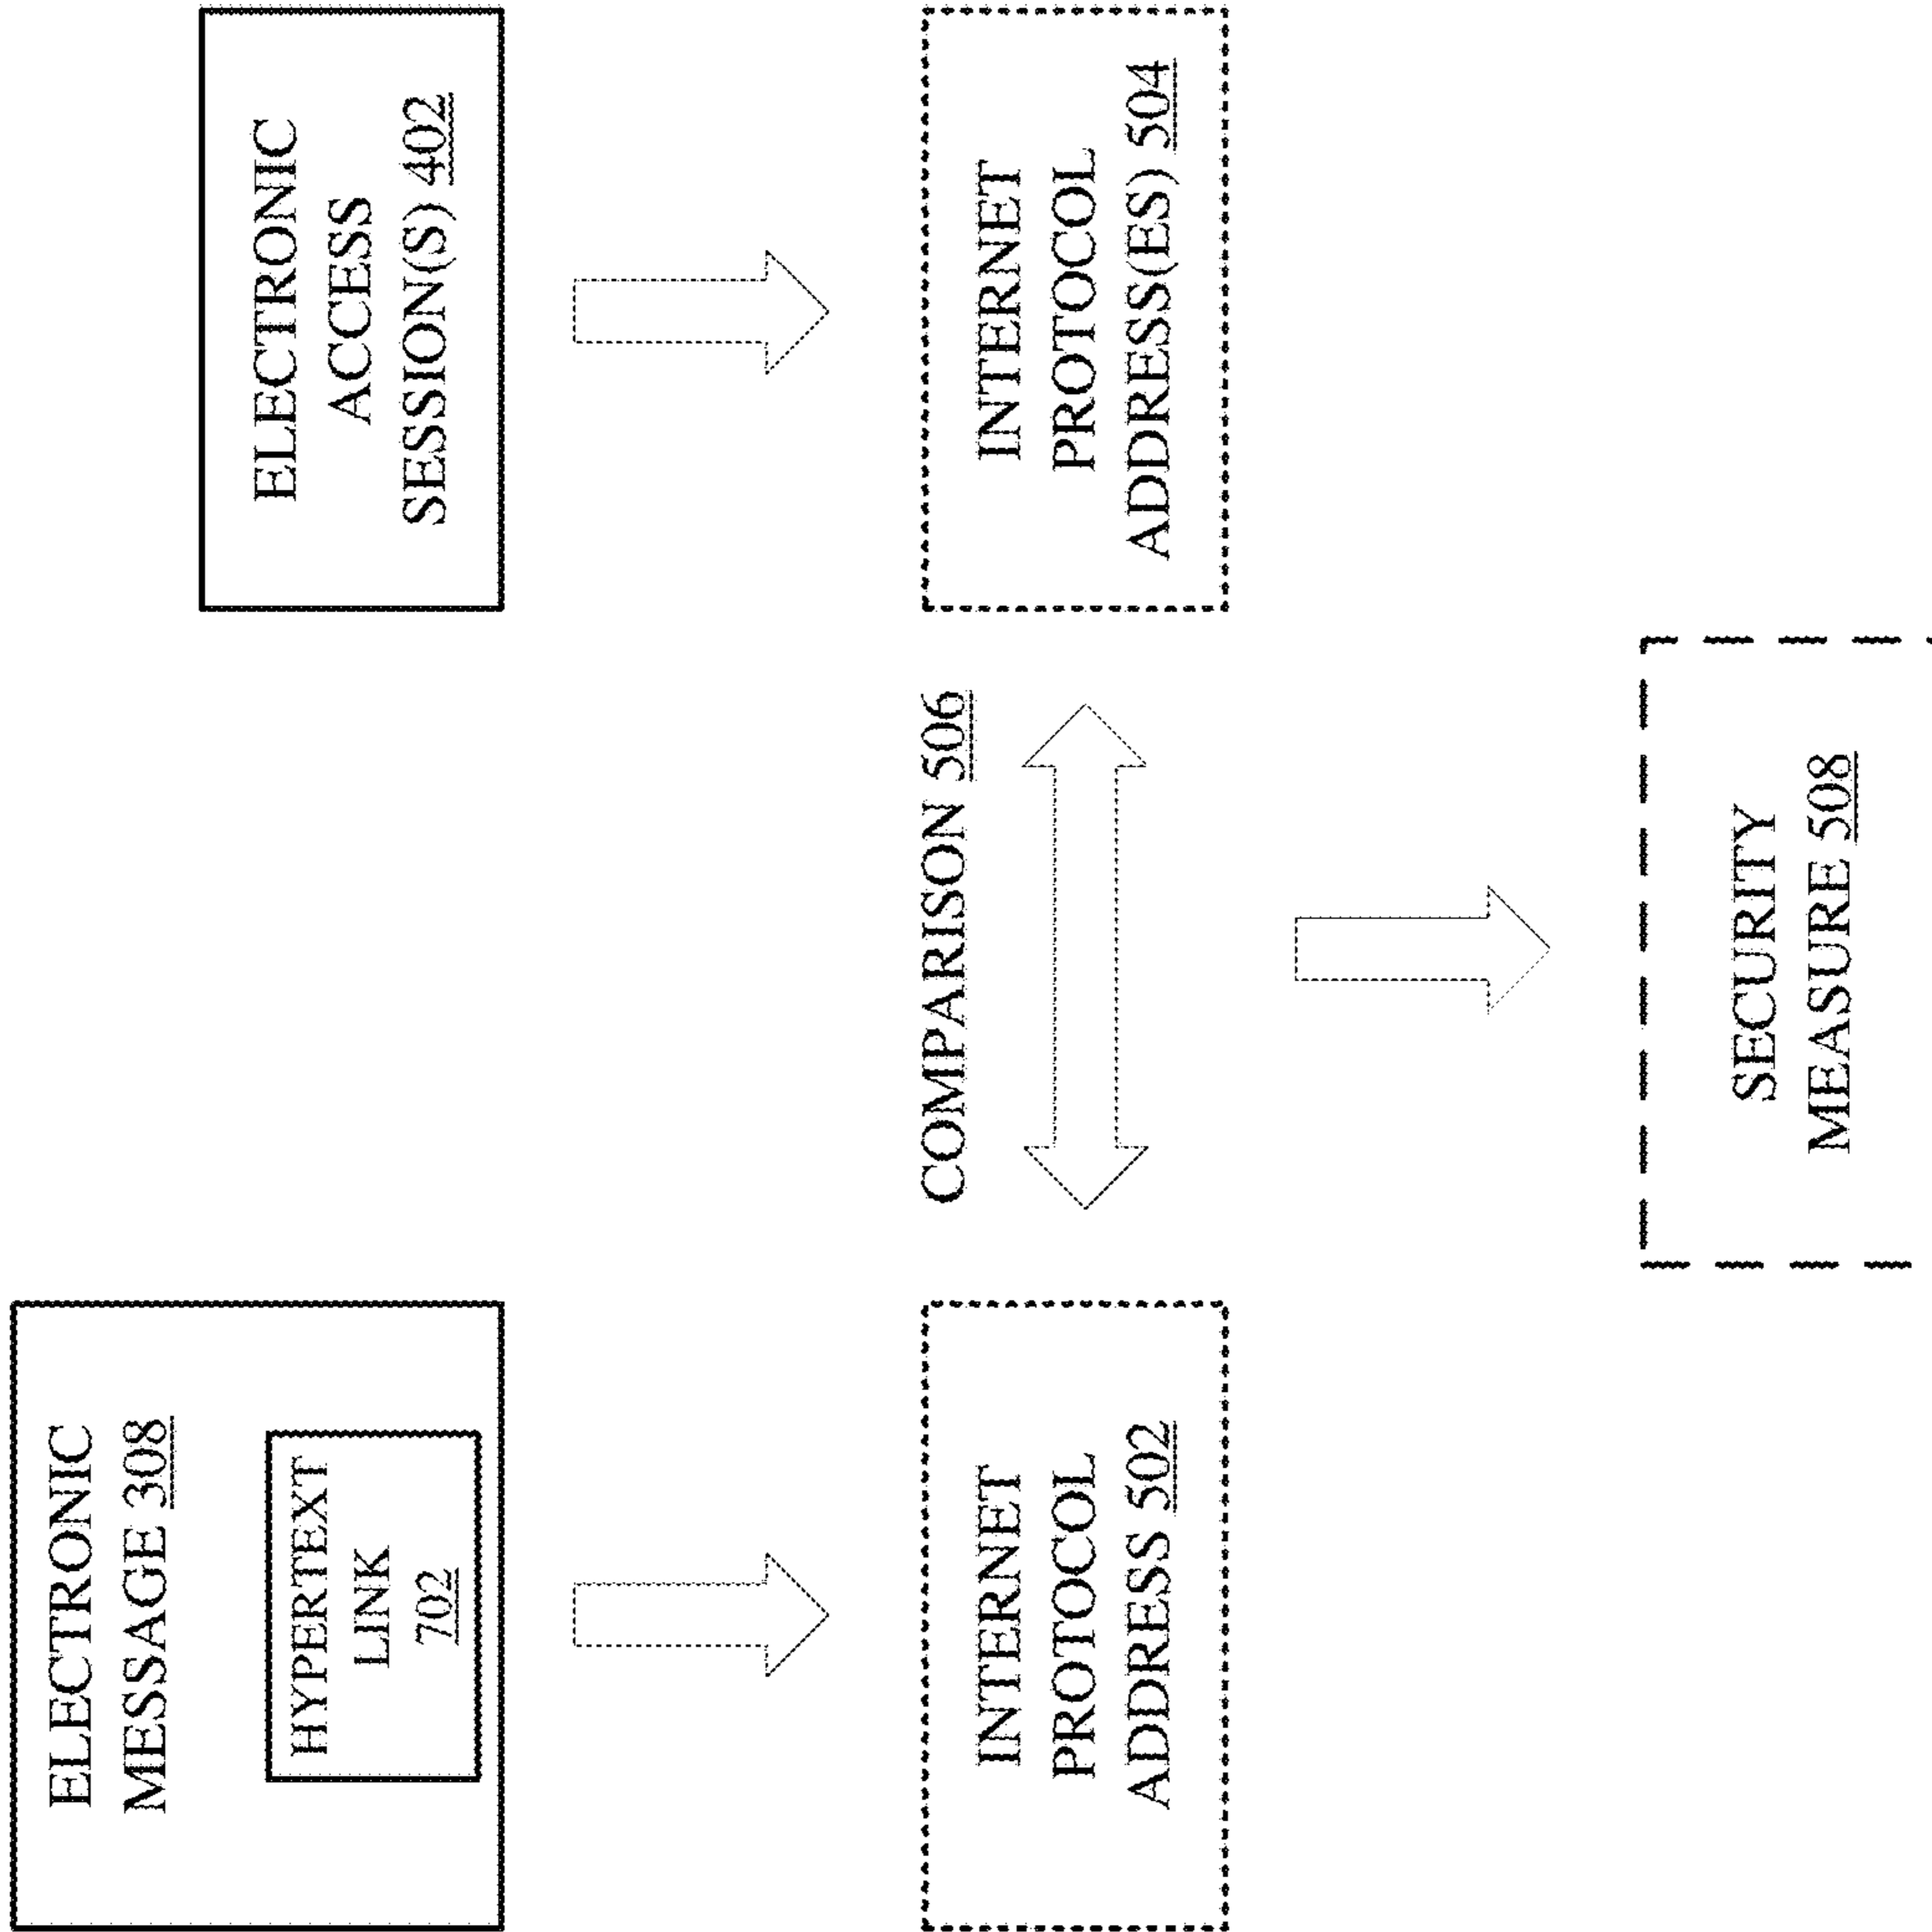 ELECTRONIC
MESSAGE 308
HYPERTEXT
LINK
702
ELECTRONIC
ACCESS
SESSION(S) 402
INTERNET
PROTOCOL
ADDRESS 502
COMPARISON 506
INTERNET
PROTOCOL
ADDRESS(ES) 504
SECURITY
MEASURE 508